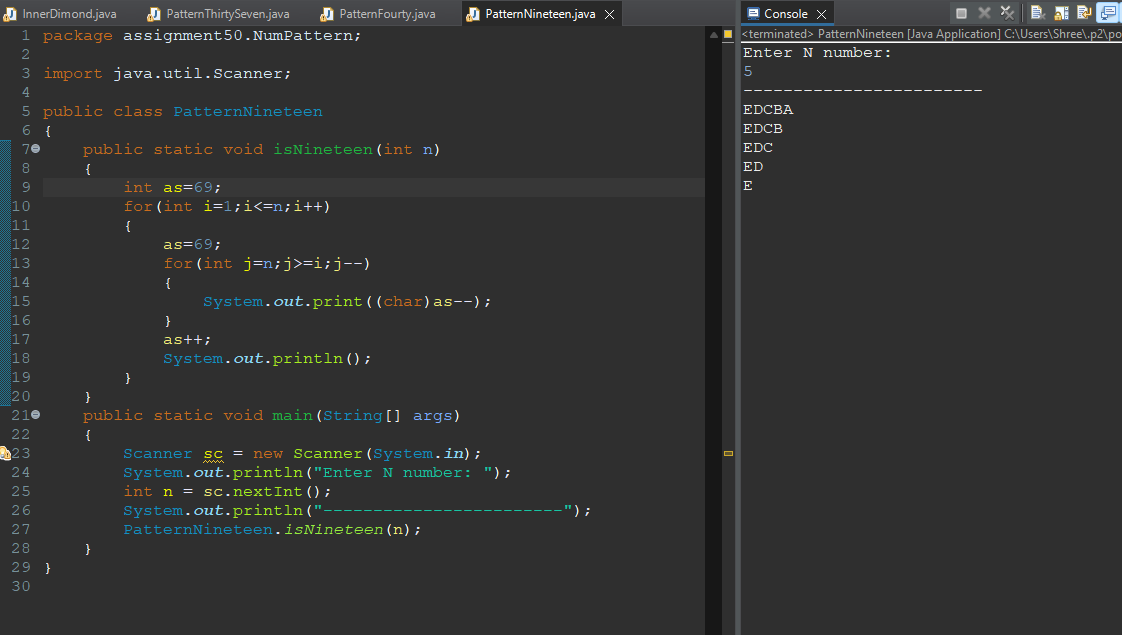 InnerDimond.java PatternThirtySeven.java PatternFourty.java PatternNineteen.java
1 package assignment50.NumPattern;
2
3 import java.util.Scanner;
4
5 public class PatternNineteen
6 {
7 public static void isNineteen(int n)
8 {
9 int as=69;
10 for(int i=1;i<=n;i++)
11 {
12 as=69;
13 for(int j=n;j>=i;j--)
14 {
15 System.out.print((char)as--);
16 }
17 as++;
18 System.out.println();
19 }
20 }
21 public static void main(String[] args)
22 {
23 Scanner sc = new Scanner(System.in);
24 System.out.println("Enter N number: ");
25 int n = sc.nextInt();
26 System.out.println("------------------------");
27 PatternNineteen.isNineteen(n);
28 }
29 }
30
Console
<terminated> PatternNineteen [Java Application] C:\Users\Shree\.p2\po
Enter N number:
5
------------------------
EDCBA
EDCB
EDC
ED
E